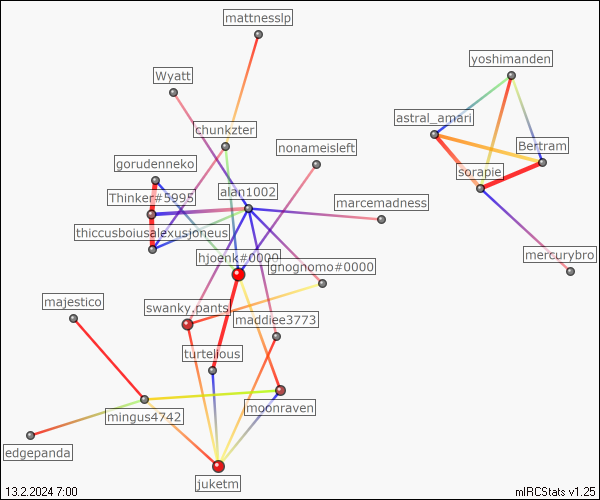 mattnesslp
yoshimanden
Wyatt
astral_amari
chunkzter
Bertram
nonameisleft
gorudenneko
sorapie
Thinker#5995
alan1002
marcemadness
thiccusboiusalexusjoneus
hjoenk#0000
gnognomo#0000
mercurybro
majestico
swanky.pants
maddiee3773
turtelious
moonraven
mingus4742
edgepanda
juketm
13.2.2024 7:00
mIRCStats v1.25